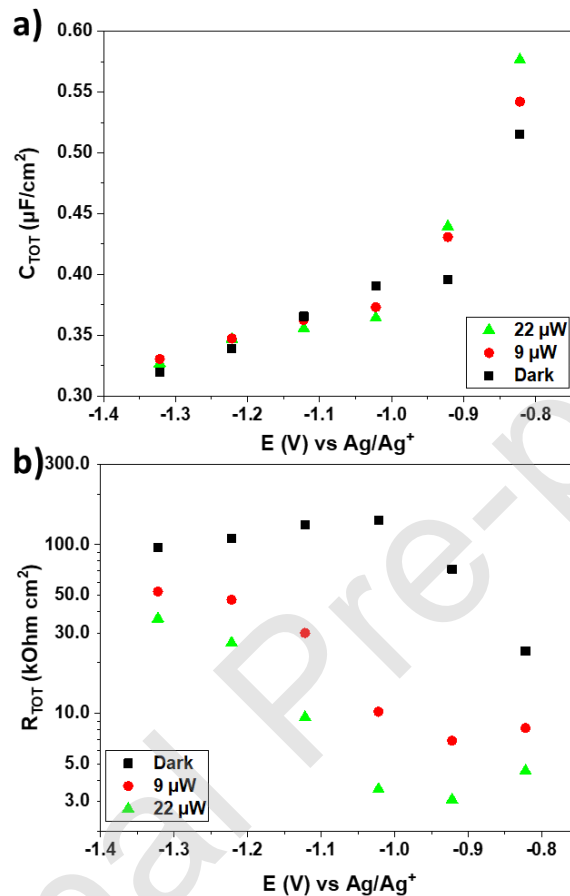 a)
0.60
0.55
0.50
0.45
0.40
0.35
0.30
C_TOT (µF/cm²)
22 µW
9 µW
Dark
-1.4 -1.3 -1.2 -1.1 -1.0 -0.9 -0.8
E (V) vs Ag/Ag⁺
b)
300.0
100.0
50.0
30.0
10.0
5.0
3.0
R_TOT (kOhm cm²)
Dark
9 µW
22 µW
-1.4 -1.3 -1.2 -1.1 -1.0 -0.9 -0.8
E (V) vs Ag/Ag⁺
al Pre-p